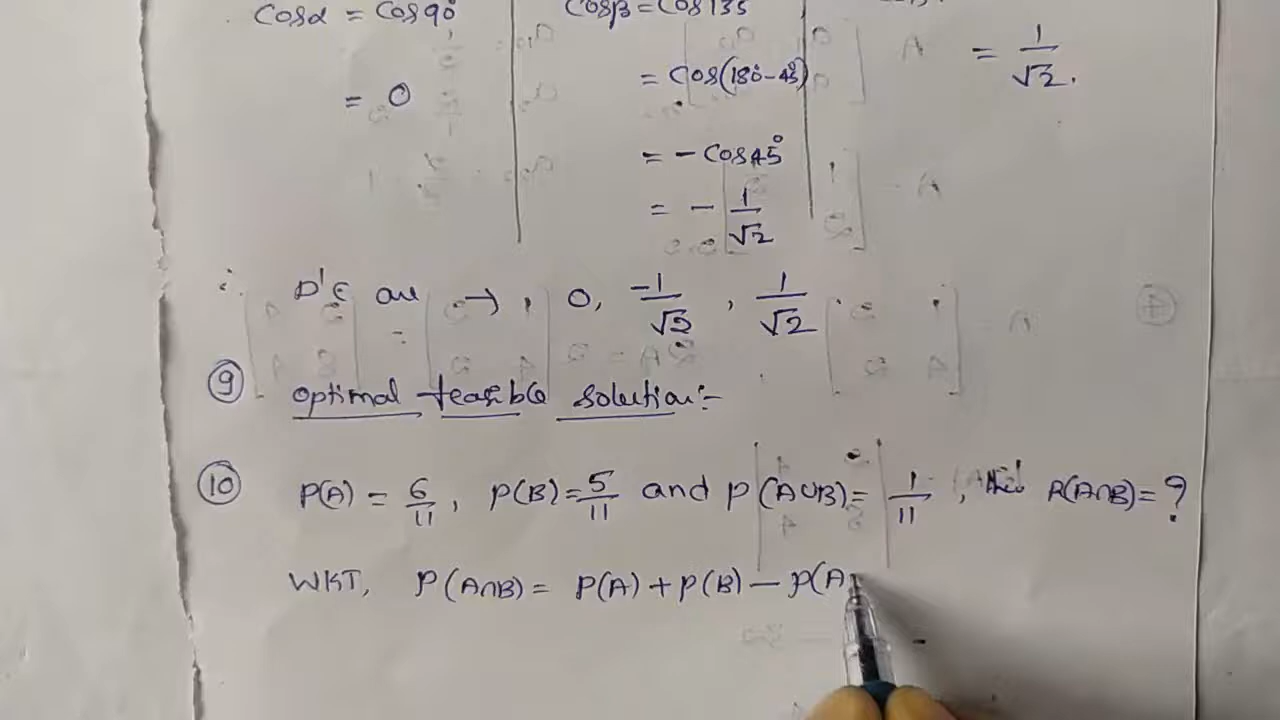 Cosα = Cos90° Cosβ = Cos135
= 0 = Cos(180°-45°) = 1/√2.
= - Cos45°
= - 1/√2
∴ D'C are → 0, -1/√2, 1/√2
⑨ optimal feasible solution:-
⑩ P(A) = 6/11, P(B) = 5/11 and P(A∪B) = 1/11, P(A∩B) = ?
WKT, P(A∩B) = P(A) + P(B) - P(A